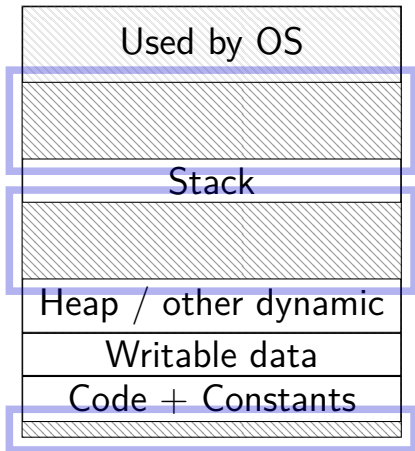 Used by OS
Stack
Heap / other dynamic
Writable data
Code + Constants